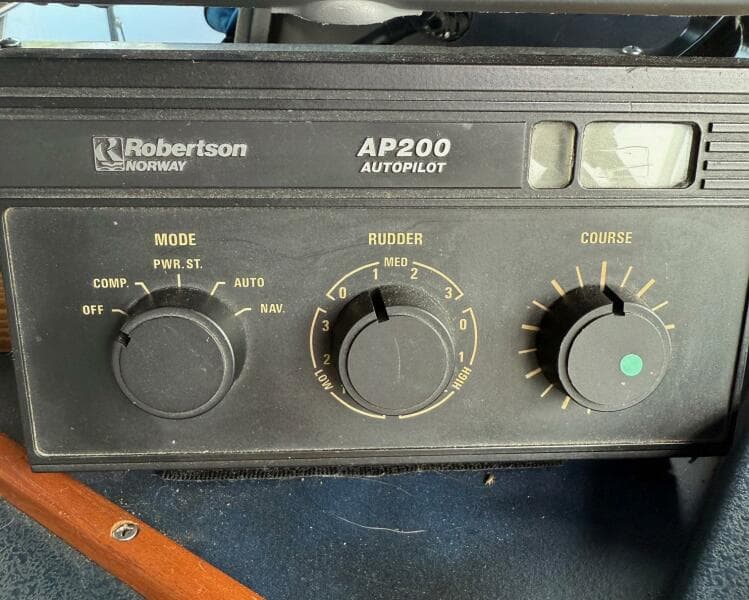 Robertson
NORWAY
AP200
AUTOPILOT
MODE
OFF
COMP.
PWR.ST.
AUTO
NAV.
RUDDER
LOW
2
3
MED
0
1
2
3
HIGH
0
1
COURSE